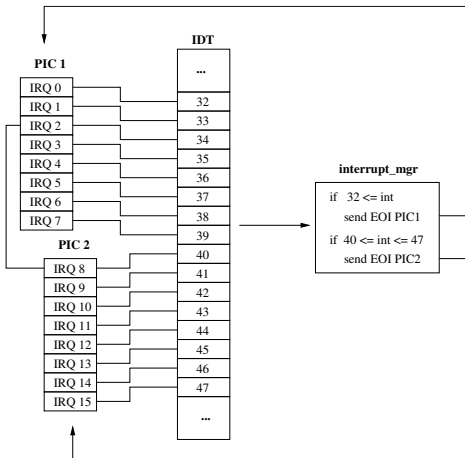 IDT
PIC 1
...
IRQ 0
IRQ 1
IRQ 2
IRQ 3
IRQ 4
IRQ 5
IRQ 6
IRQ 7
PIC 2
IRQ 8
IRQ 9
IRQ 10
IRQ 11
IRQ 12
IRQ 13
IRQ 14
IRQ 15
32
33
34
35
36
37
38
39
40
41
42
43
44
45
46
47
...
interrupt_mgr
if 32 <= int
send EOI PIC1
if 40 <= int <= 47
send EOI PIC2